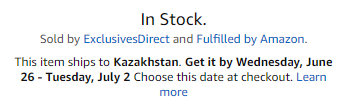 In Stock.
Sold by ExclusivesDirect and Fulfilled by Amazon.
This item ships to Kazakhstan. Get it by Wednesday, June
26 - Tuesday, July 2 Choose this date at checkout. Learn
more